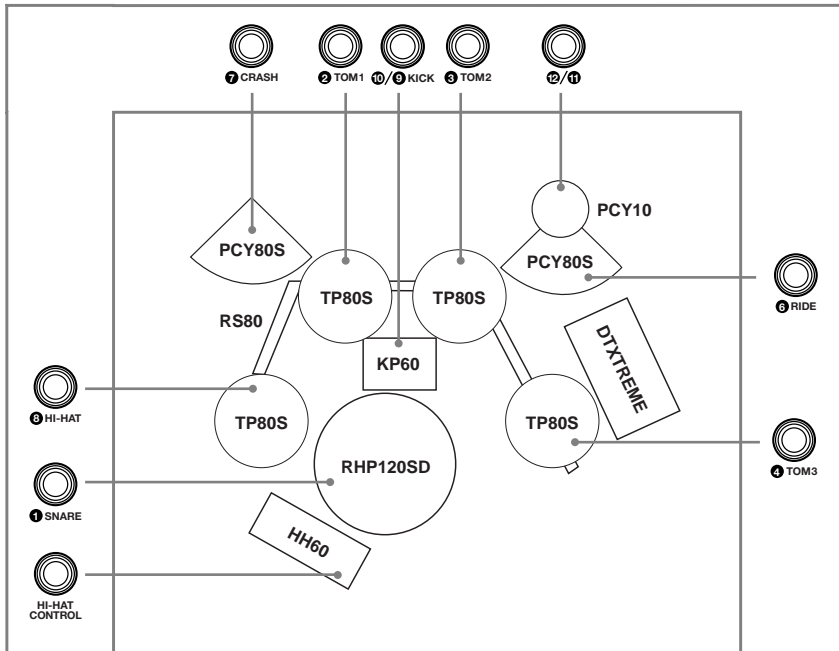 ❼ CRASH
❷ TOM1
❿/❾ KICK
❸ TOM2
⓬/⓫
PCY10
PCY80S
PCY80S
TP80S
TP80S
RS80
❻ RIDE
KP60
DTXTREME
❽ HI-HAT
TP80S
TP80S
RHP120SD
❹ TOM3
❶ SNARE
HH60
HI-HAT
CONTROL